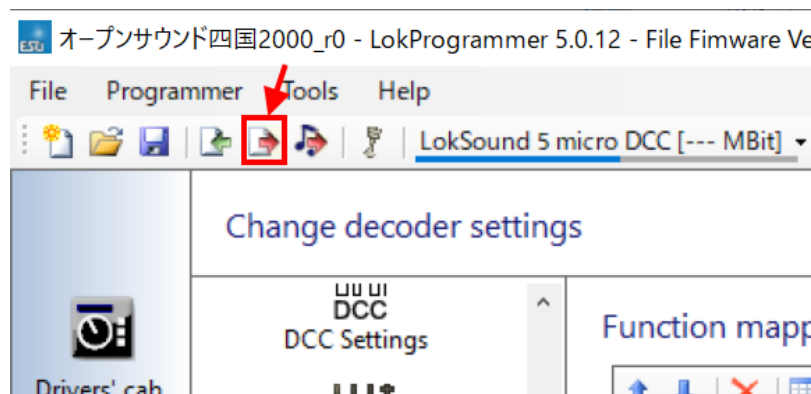 ESU オープンサウンド四国2000_r0 - LokProgrammer 5.0.12 - File Fimware Ve
File Programmer Tools Help
LokSound 5 micro DCC [--- MBit]
Change decoder settings
DCC
DCC Settings
Function mapp
Drivers' cab